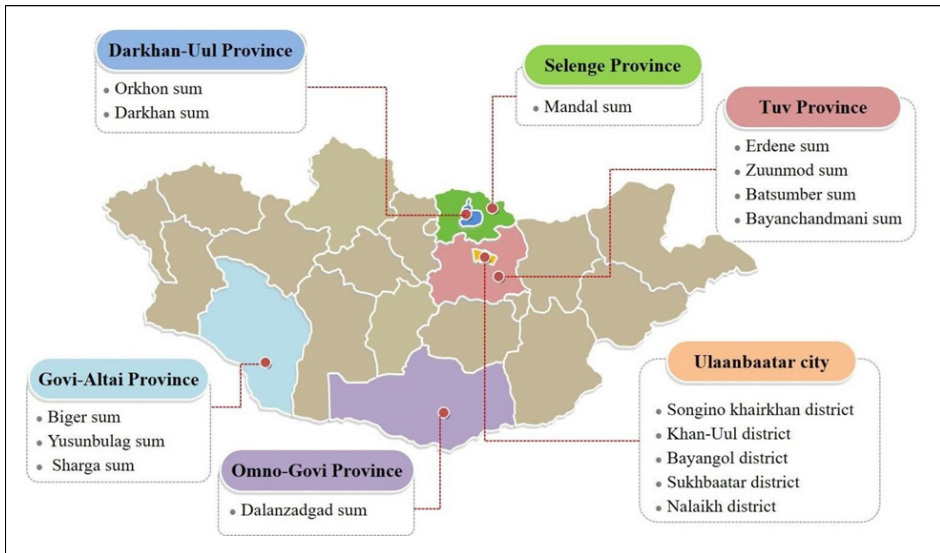 Darkhan-Uul Province
Orkhon sum
Darkhan sum
Selenge Province
Mandal sum
Tuv Province
Erdene sum
Zuunmod sum
Batsumber sum
Bayanchandmani sum
Govi-Altai Province
Biger sum
Yusunbulag sum
Sharga sum
Omno-Govi Province
Dalanzadgad sum
Ulaanbaatar city
Songino khairkhan district
Khan-Uul district
Bayangol district
Sukhbaatar district
Nalaikh district